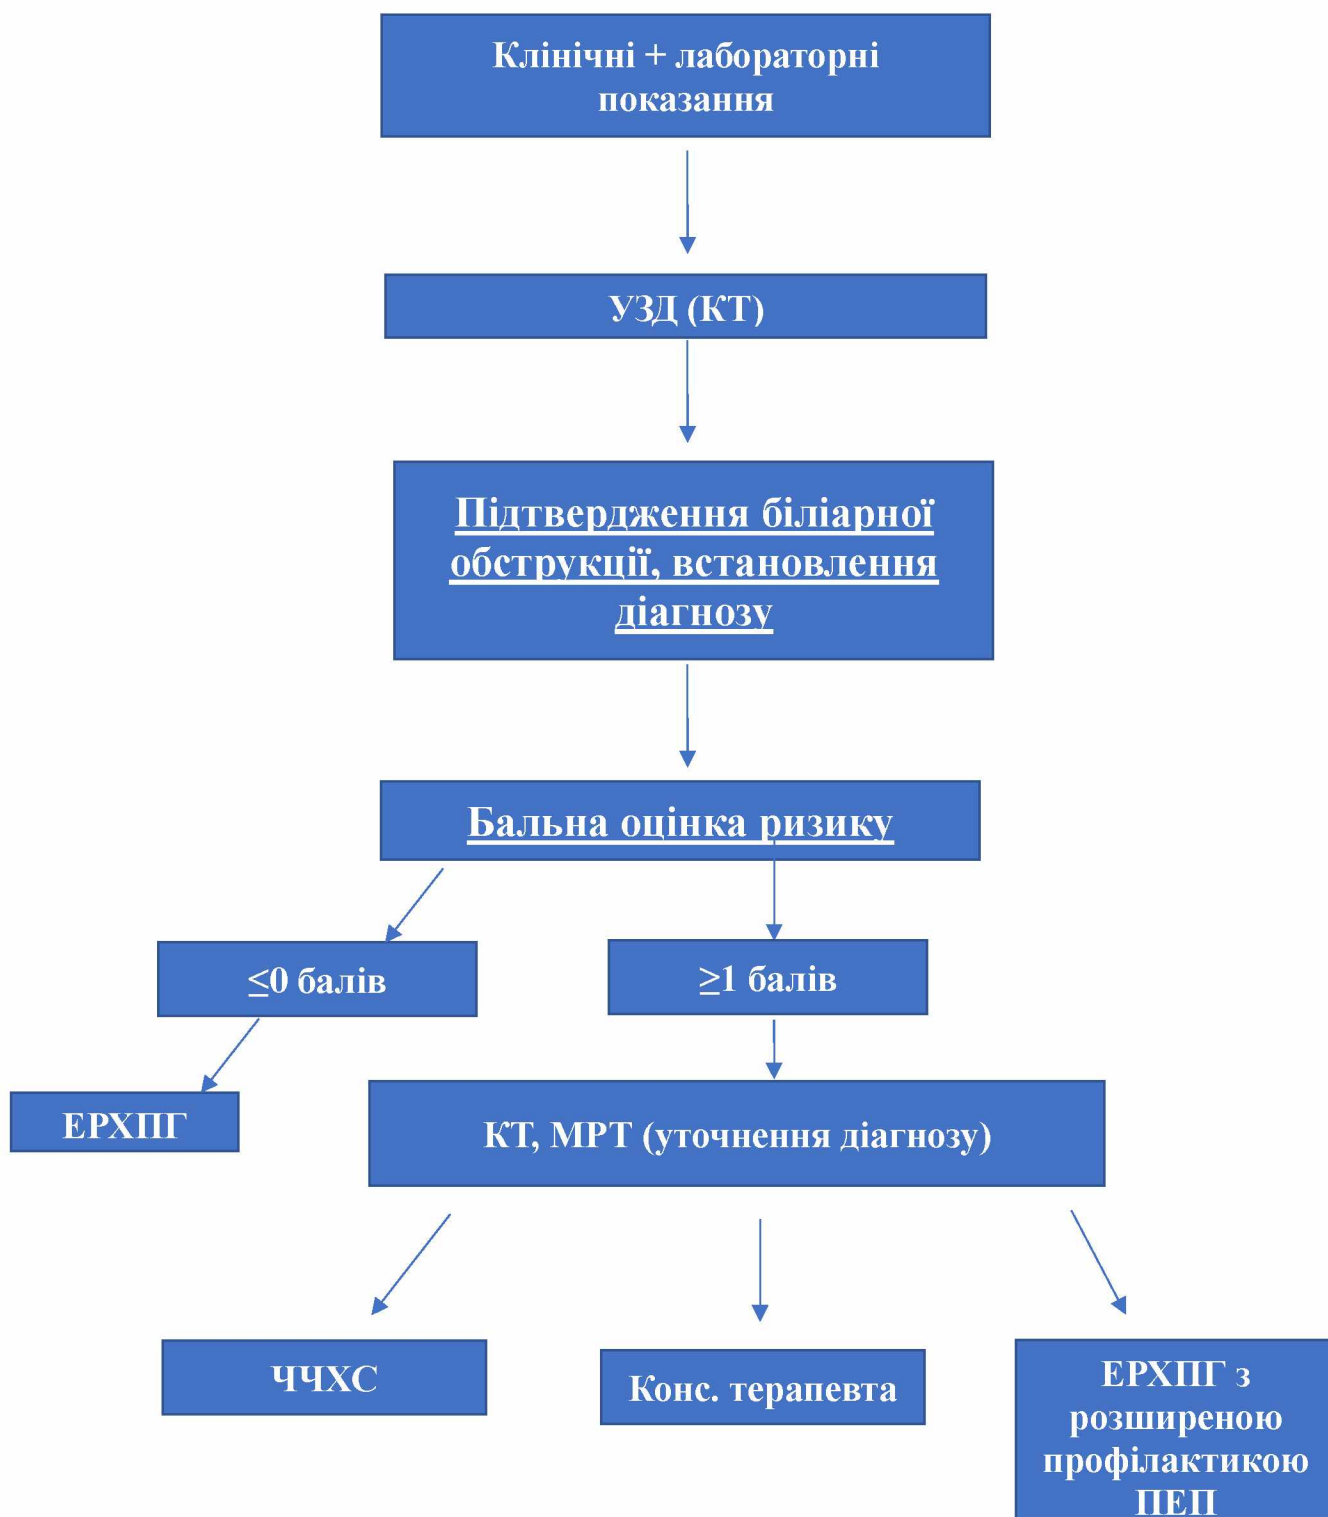 Клінічні + лабораторні
показання
УЗД (КТ)
Підтвердження біліарної
обструкції, встановлення
діагнозу
Бальна оцінка ризику
≤0 балів
≥1 балів
ЕРХПГ
КТ, МРТ (уточнення діагнозу)
ЧЧХС
Конс. терапевта
ЕРХПГ з
розширеною
профілактикою
ПЕП